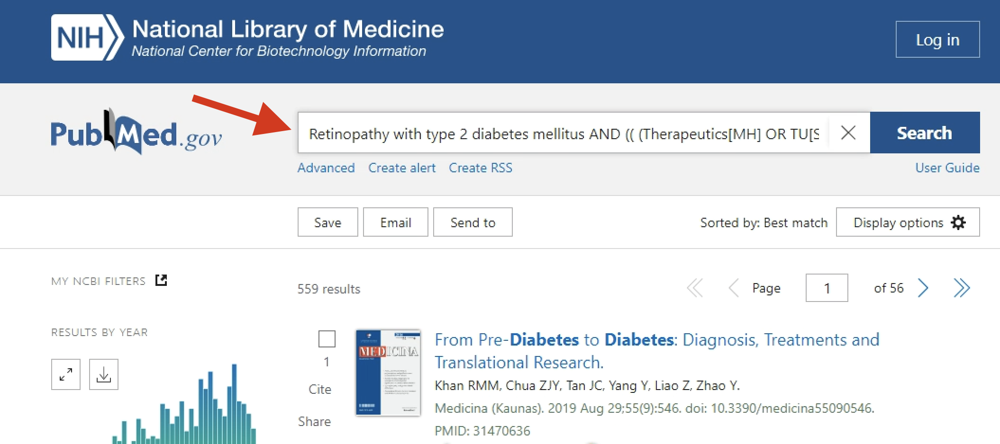 NIH
National Library of Medicine
National Center for Biotechnology Information
Log in
PubMed.gov
Retinopathy with type 2 diabetes mellitus AND (( (Therapeutics[MH] OR TU[S
Search
Advanced Create alert Create RSS
User Guide
Save Email Send to
Sorted by: Best match Display options
MY NCBI FILTERS
559 results
Page 1 of 56
RESULTS BY YEAR
1
Cite
Share
MEDICINA
From Pre-Diabetes to Diabetes: Diagnosis, Treatments and
Translational Research.
Khan RMM, Chua ZJY, Tan JC, Yang Y, Liao Z, Zhao Y.
Medicina (Kaunas). 2019 Aug 29;55(9):546. doi: 10.3390/medicina55090546.
PMID: 31470636